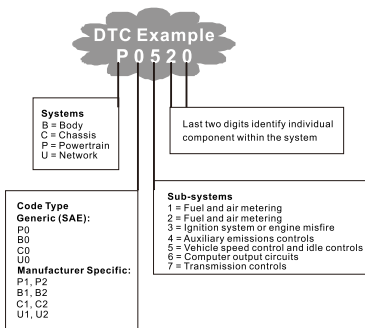 DTC Example
P 0 5 2 0
Systems
B = Body
C = Chassis
P = Powertrain
U = Network
Last two digits identify individual
component within the system
Code Type
Generic (SAE):
P0
B0
C0
U0
Manufacturer Specific:
P1, P2
B1, B2
C1, C2
U1, U2
Sub-systems
1 = Fuel and air metering
2 = Fuel and air metering
3 = Ignition system or engine misfire
4 = Auxiliary emissions controls
5 = Vehicle speed control and idle controls
6 = Computer output circuits
7 = Transmission controls